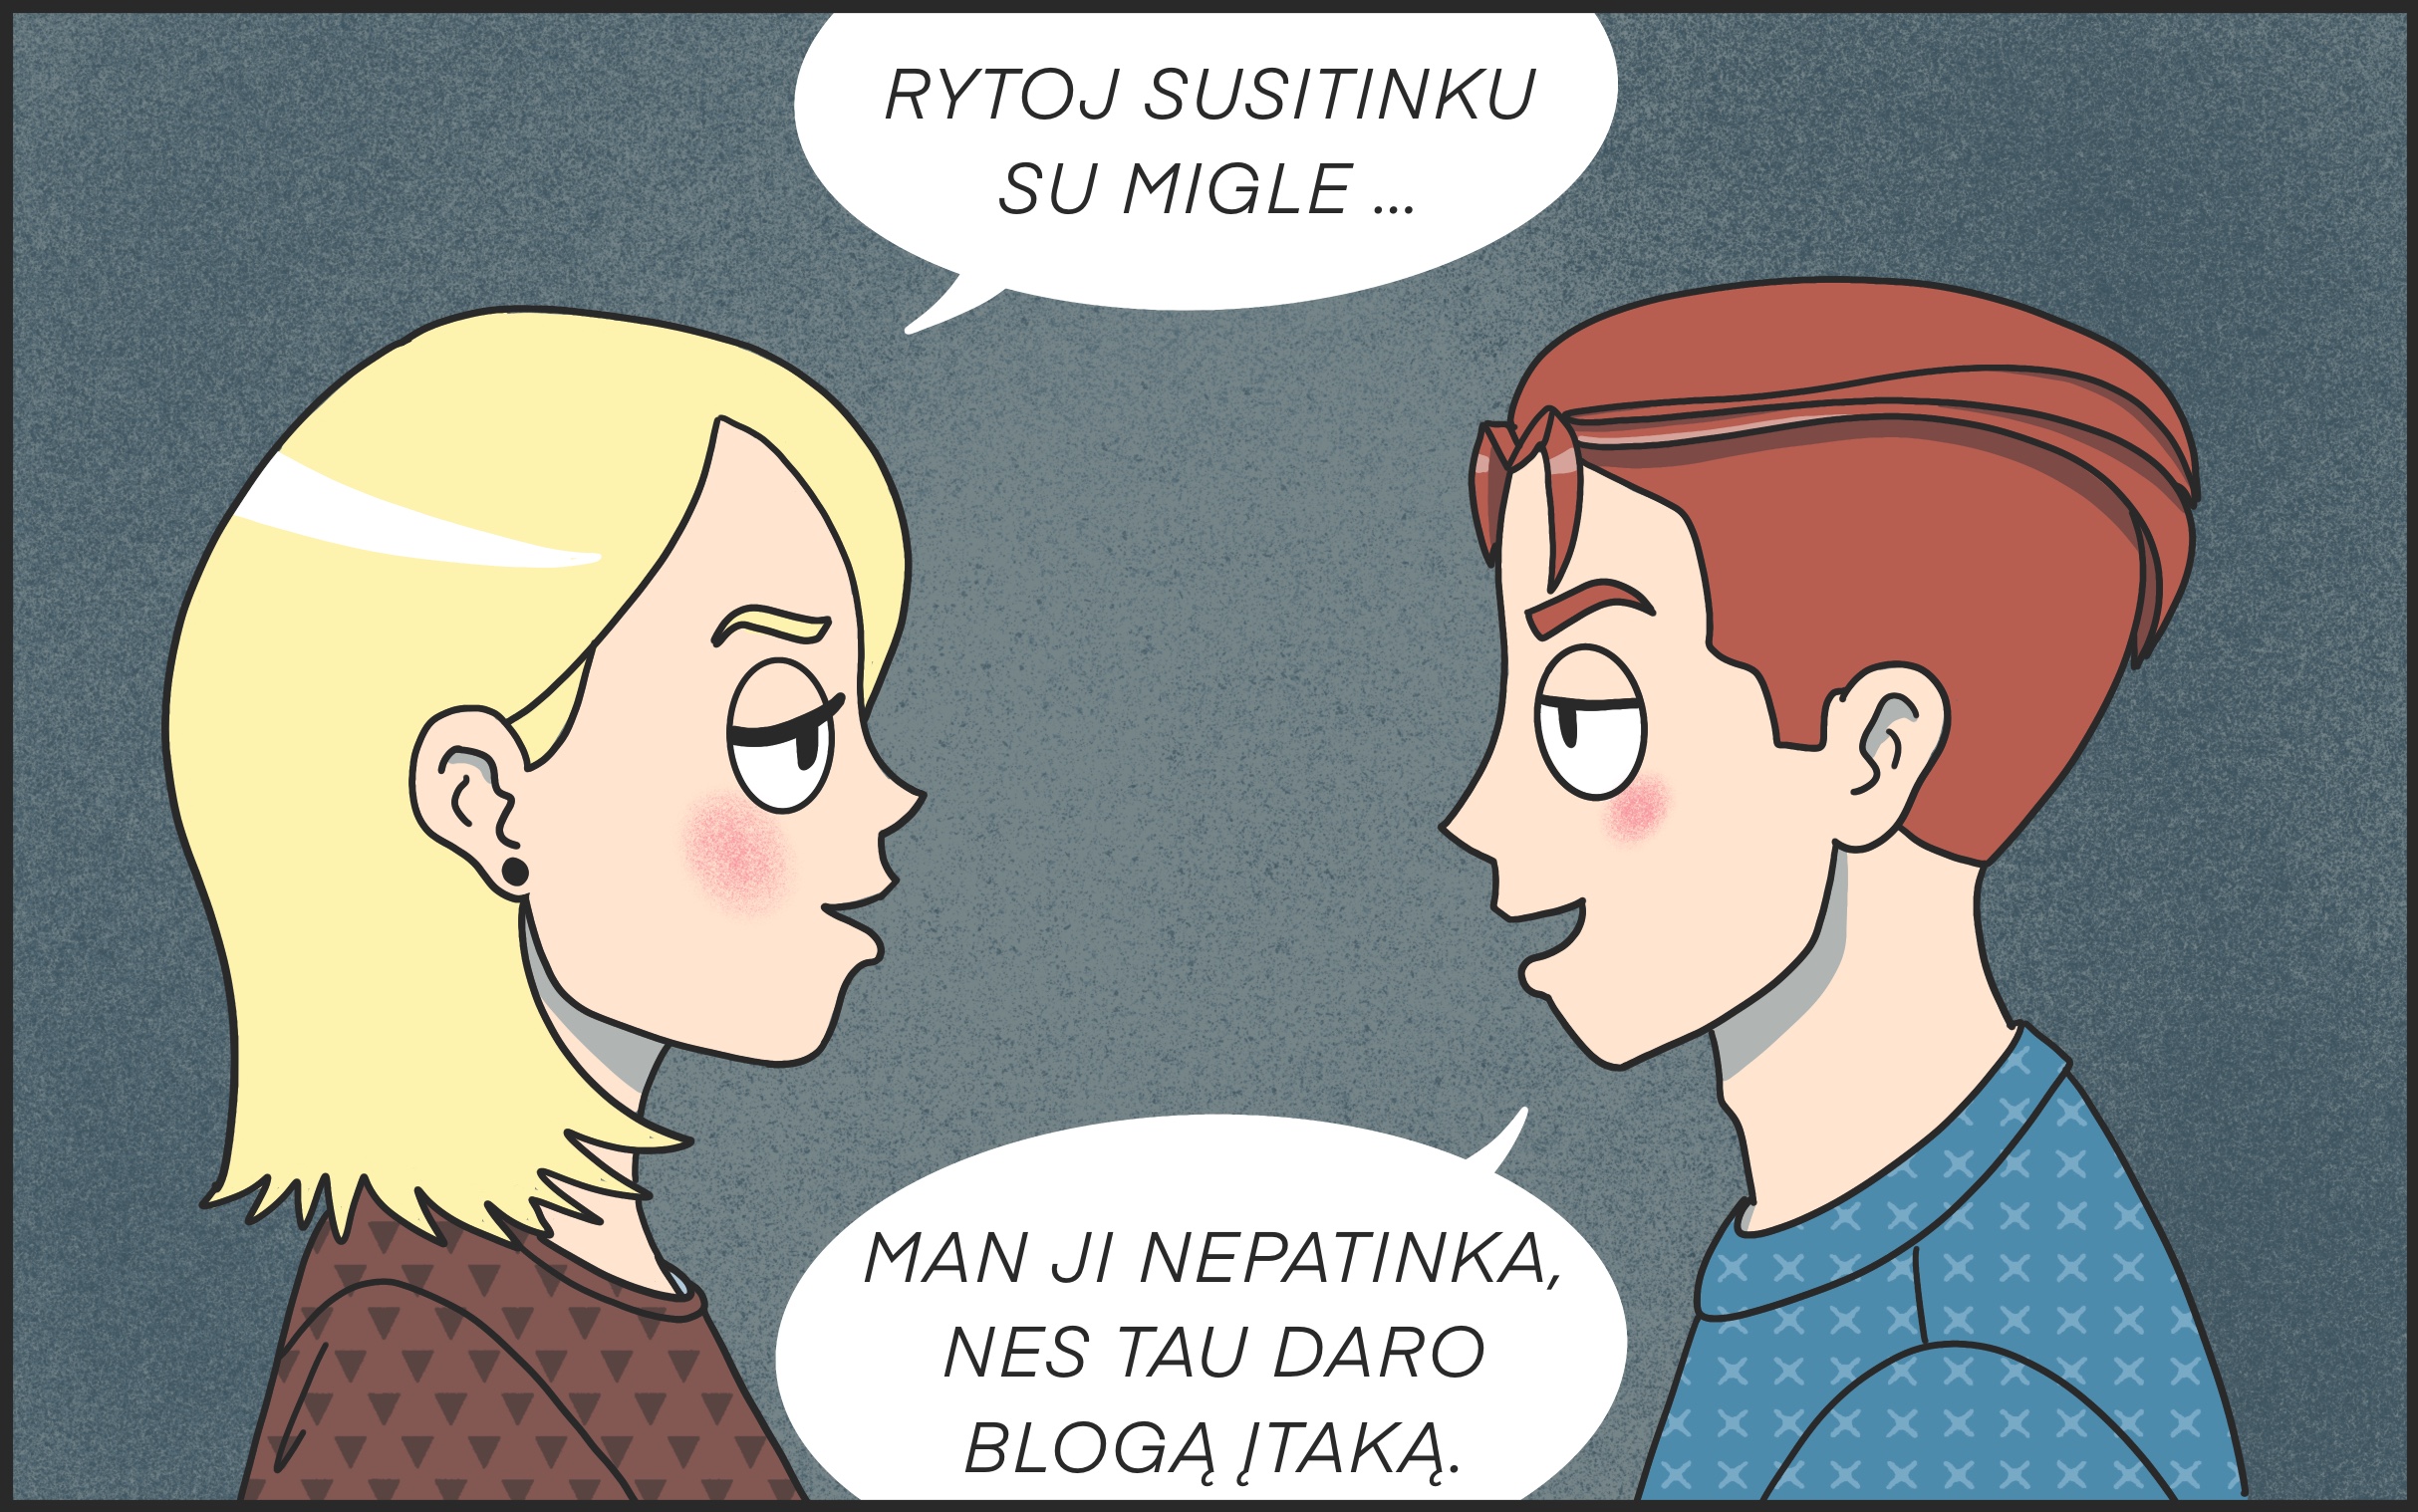 RYTOJ SUSITINKU
SU MIGLE ...
MAN JI NEPATINKA,
NES TAU DARO
BLOGĄ ĮTAKĄ.